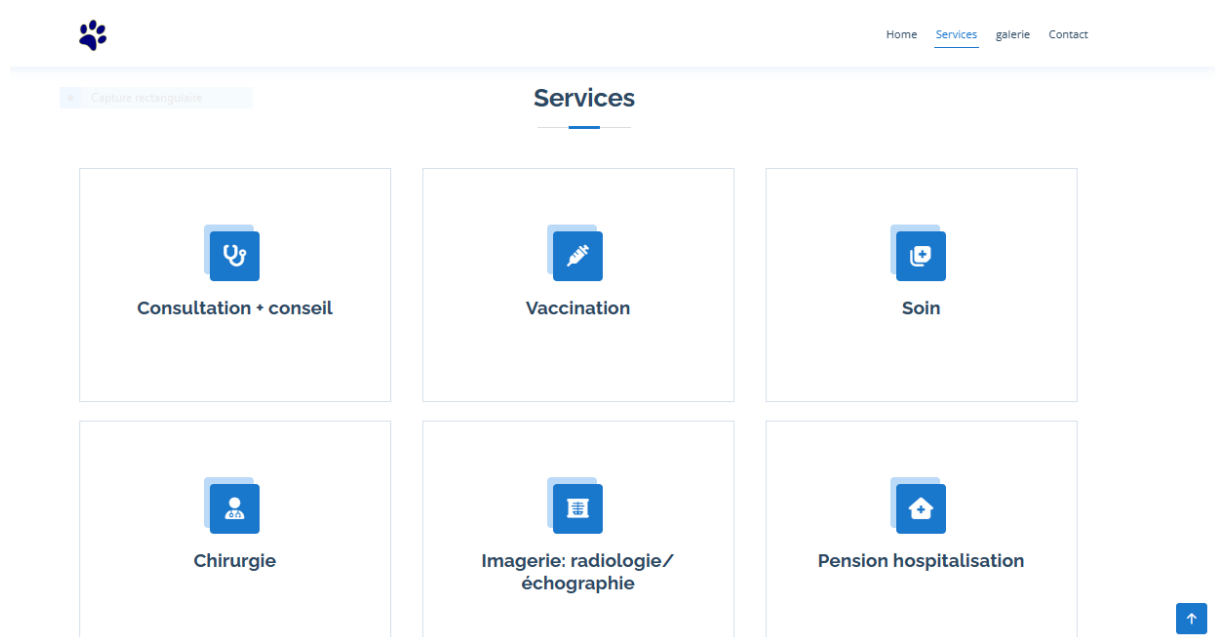 Home Services galerie Contact
Capture rectangulaire
Services
Consultation + conseil
Vaccination
Soin
Chirurgie
Imagerie: radiologie/
échographie
Pension hospitalisation